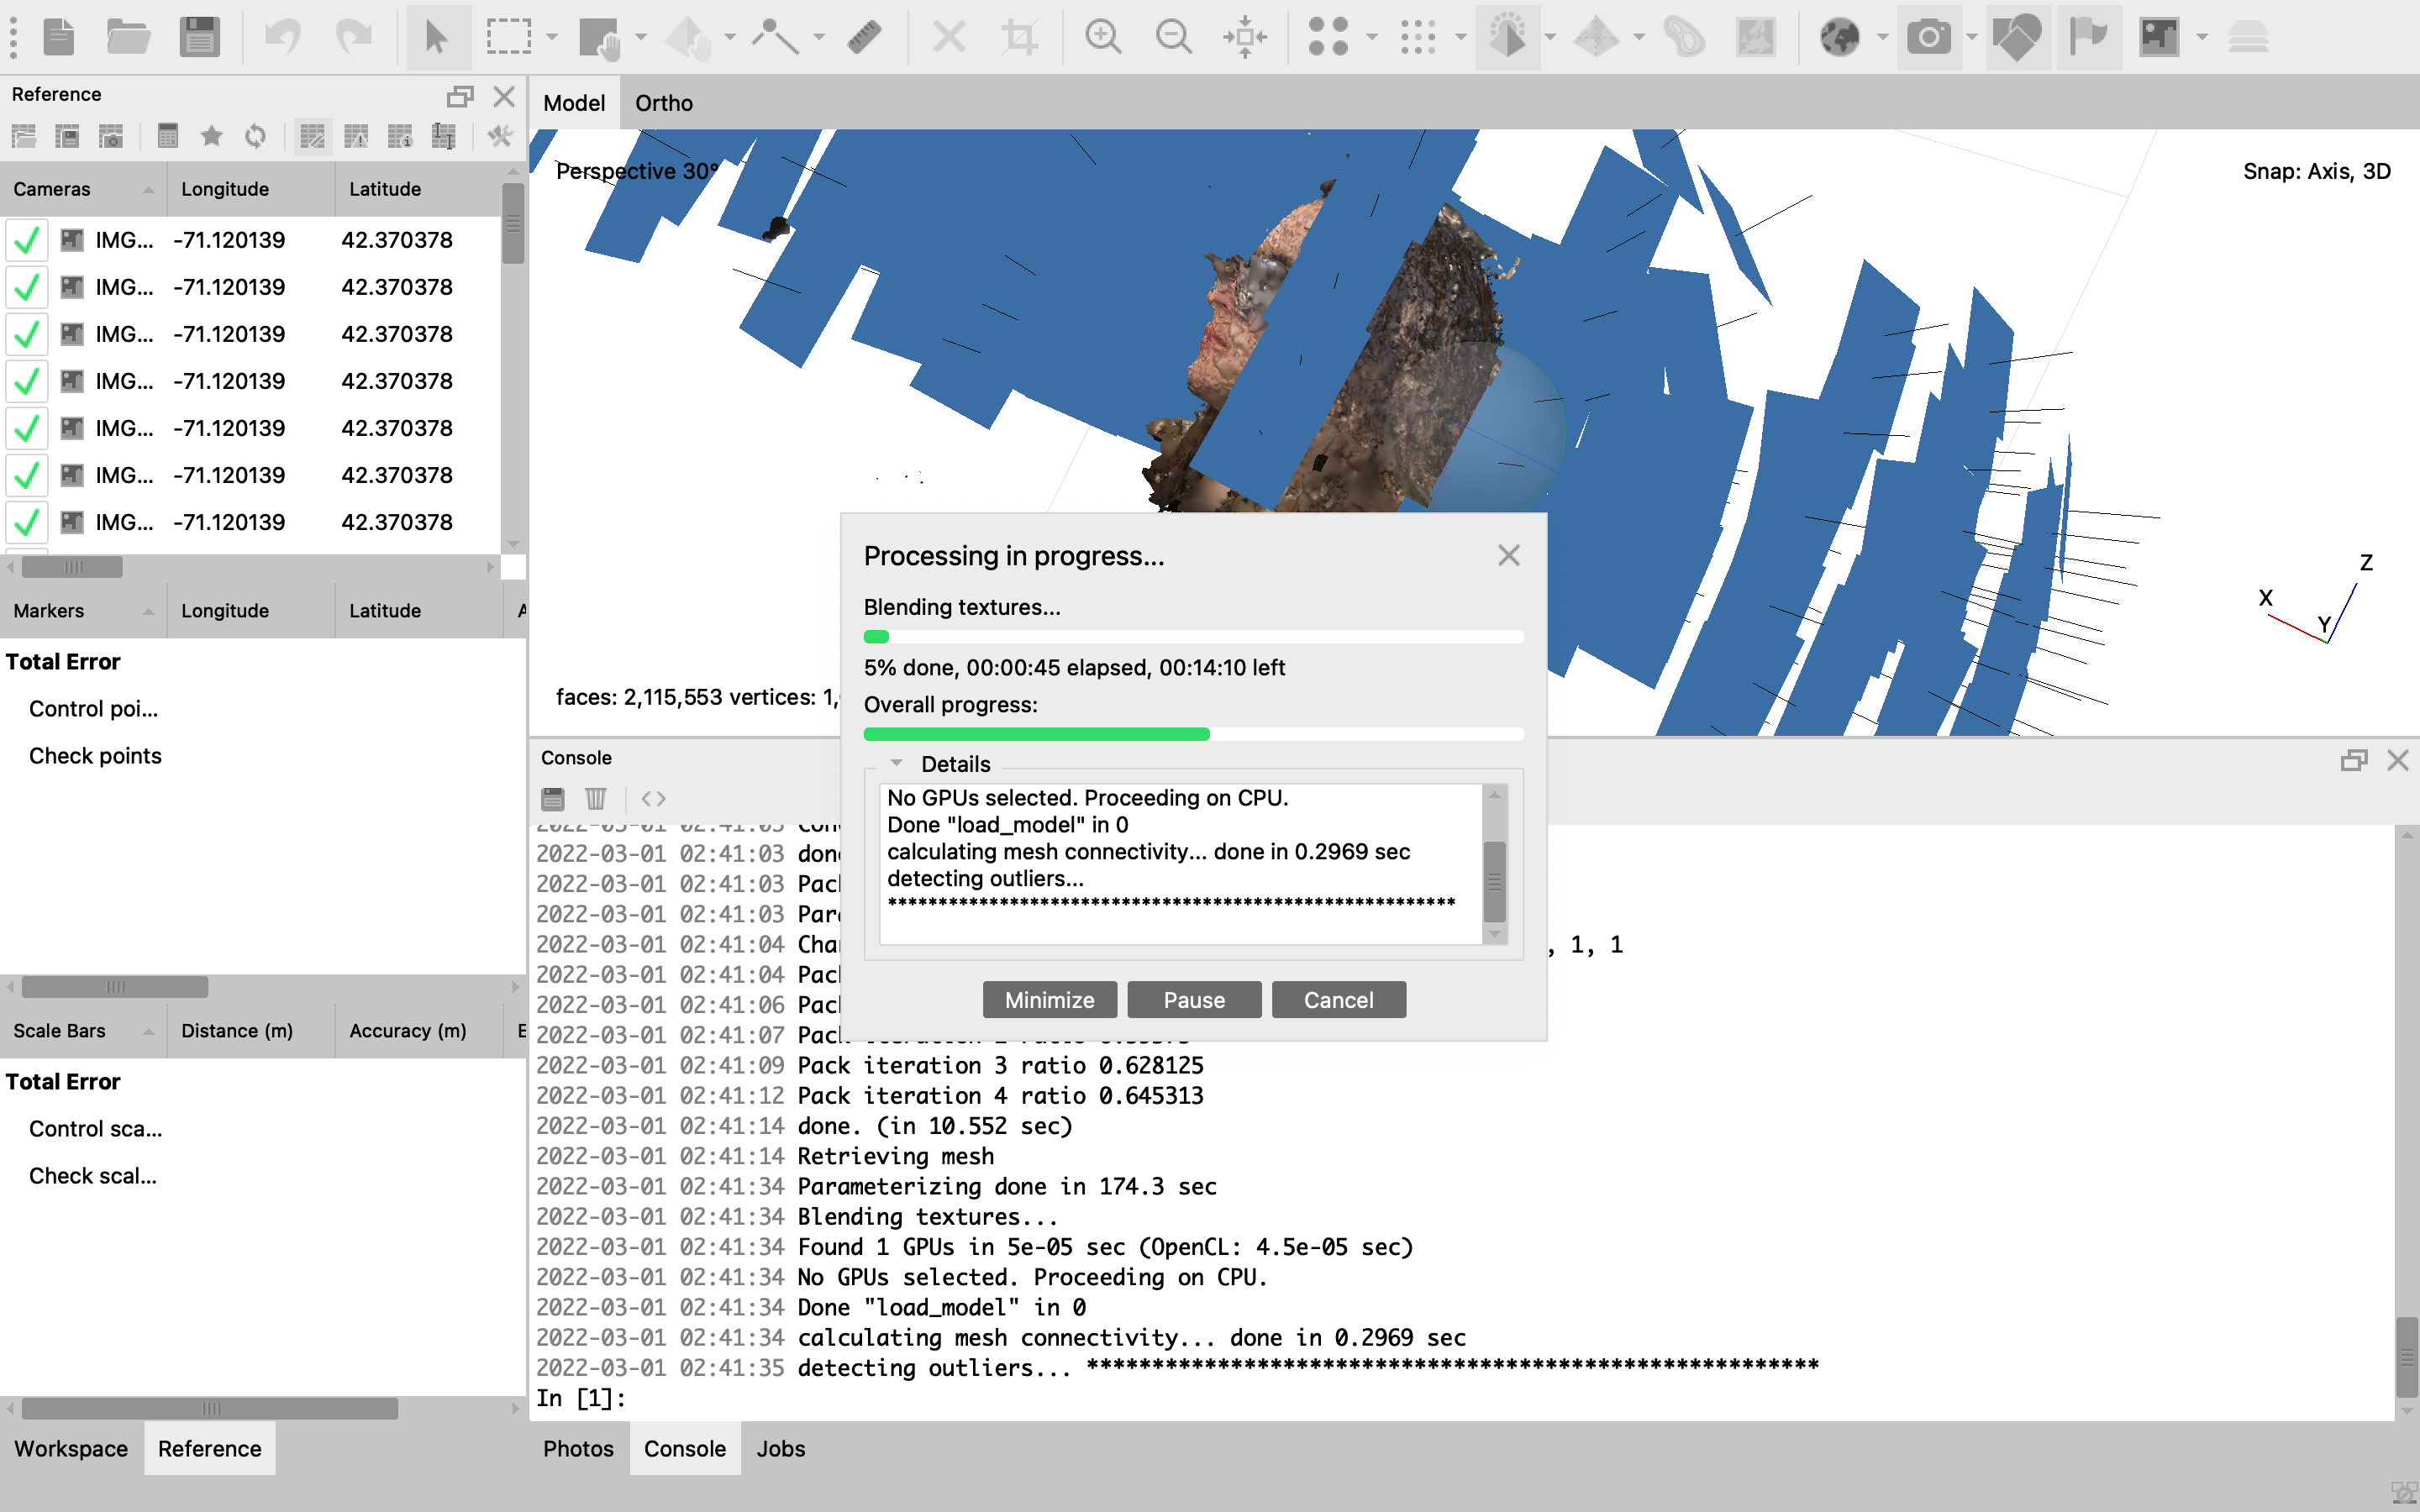 Reference
Cameras Longitude Latitude
IMG... -71.120139 42.370378
IMG... -71.120139 42.370378
IMG... -71.120139 42.370378
IMG... -71.120139 42.370378
IMG... -71.120139 42.370378
IMG... -71.120139 42.370378
IMG... -71.120139 42.370378
Markers Longitude Latitude A
Total Error
Control poi...
Check points
Scale Bars Distance (m) Accuracy (m) E
Total Error
Control sca...
Check scal...
Workspace Reference
Model Ortho
Perspective 30°
Snap: Axis, 3D
X Y Z
faces: 2,115,553 vertices: 1,
Processing in progress...
Blending textures...
5% done, 00:00:45 elapsed, 00:14:10 left
Overall progress:
Details
No GPUs selected. Proceeding on CPU.
Done "load_model" in 0
calculating mesh connectivity... done in 0.2969 sec
detecting outliers...
********************************************************
Minimize Pause Cancel
Console
2022-03-01 02:41:03
2022-03-01 02:41:03 don
2022-03-01 02:41:03 Pac
2022-03-01 02:41:03 Par
2022-03-01 02:41:04 Cha , 1, 1
2022-03-01 02:41:04 Pac
2022-03-01 02:41:06 Pac
2022-03-01 02:41:07 Pac
2022-03-01 02:41:09 Pack iteration 3 ratio 0.628125
2022-03-01 02:41:12 Pack iteration 4 ratio 0.645313
2022-03-01 02:41:14 done. (in 10.552 sec)
2022-03-01 02:41:14 Retrieving mesh
2022-03-01 02:41:34 Parameterizing done in 174.3 sec
2022-03-01 02:41:34 Blending textures...
2022-03-01 02:41:34 Found 1 GPUs in 5e-05 sec (OpenCL: 4.5e-05 sec)
2022-03-01 02:41:34 No GPUs selected. Proceeding on CPU.
2022-03-01 02:41:34 Done "load_model" in 0
2022-03-01 02:41:34 calculating mesh connectivity... done in 0.2969 sec
2022-03-01 02:41:35 detecting outliers... ********************************************************
In [1]:
Photos Console Jobs